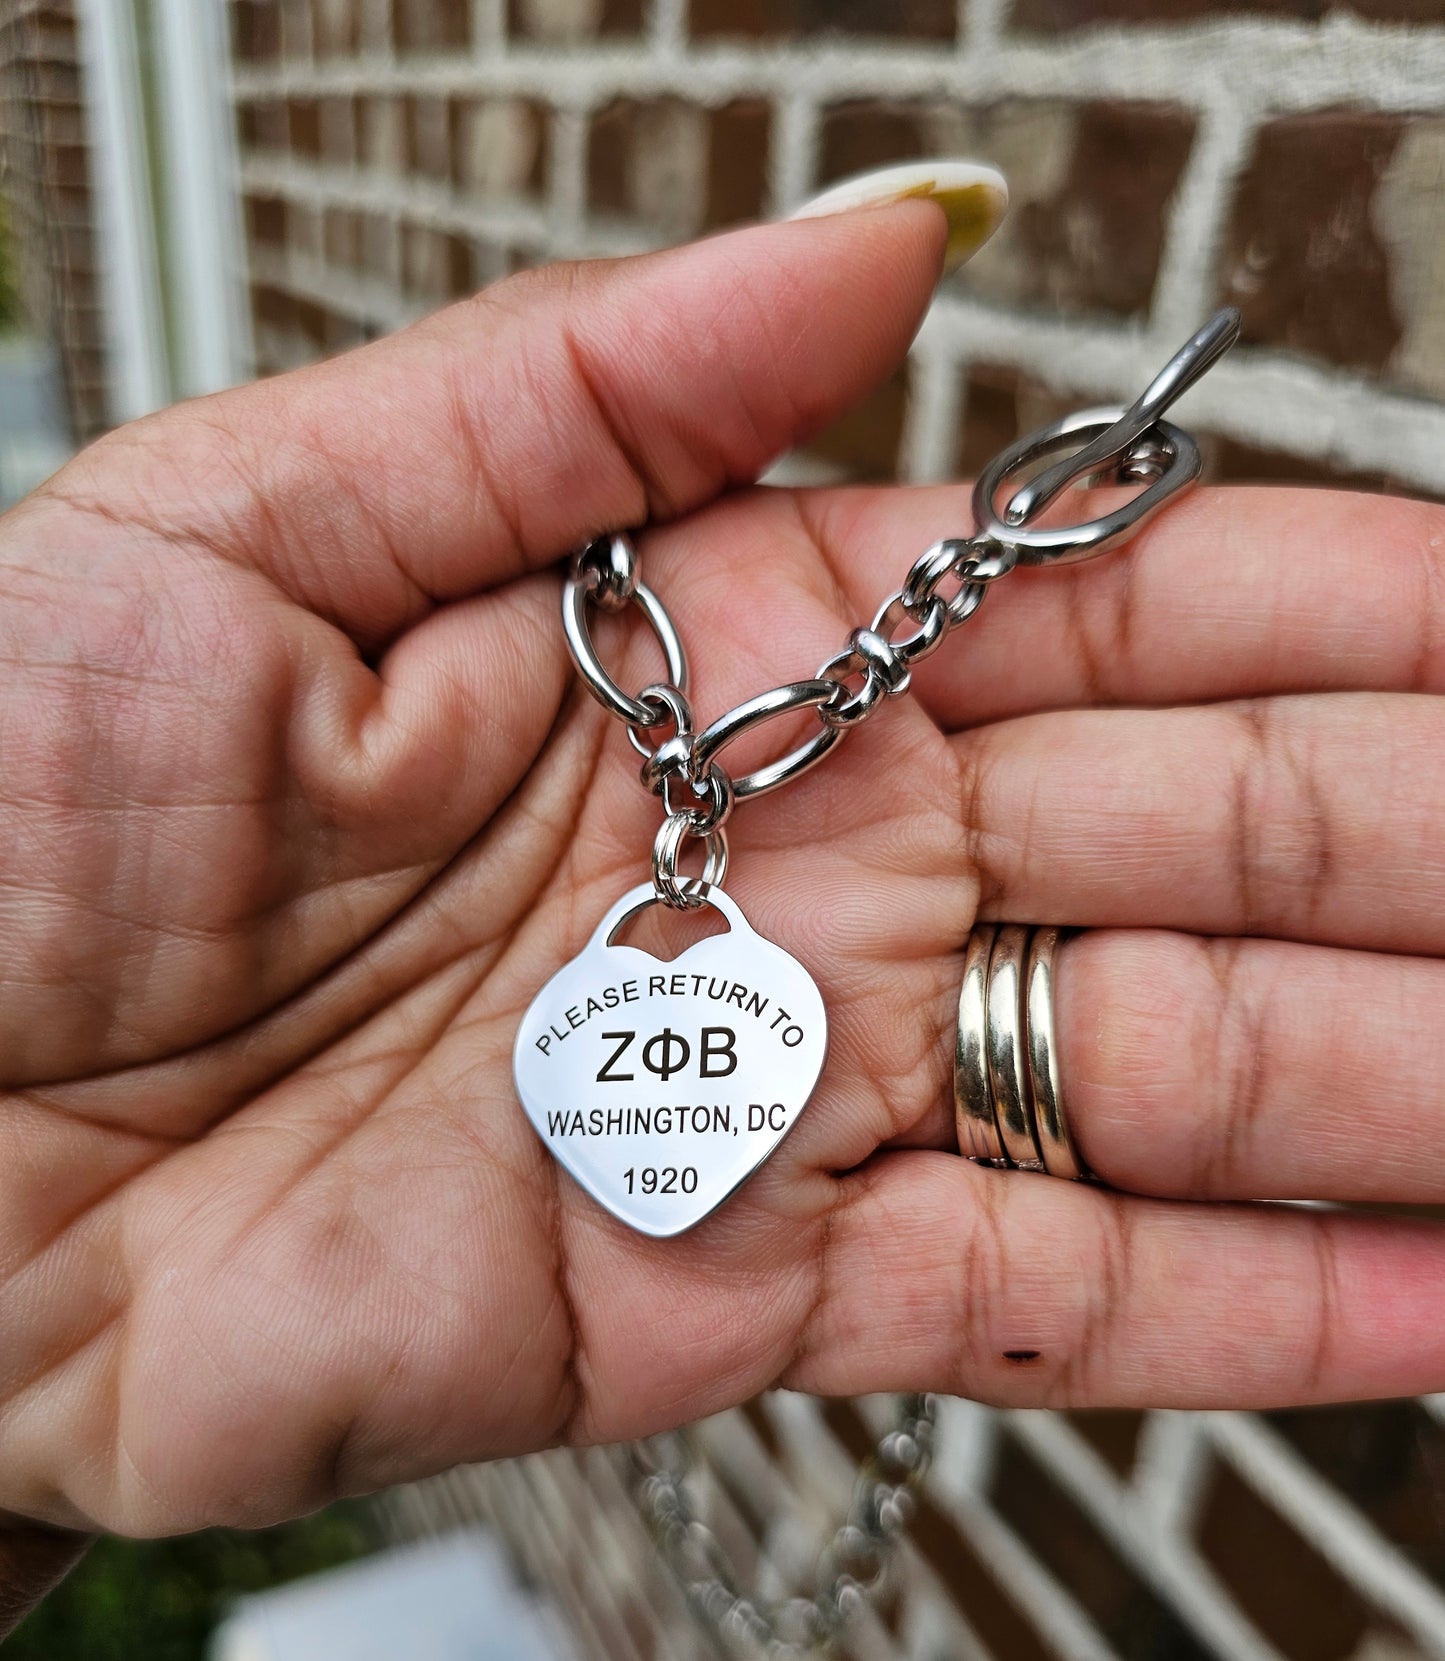 PLEASE RETURN TO
ΖΦΒ
WASHINGTON, DC
1920